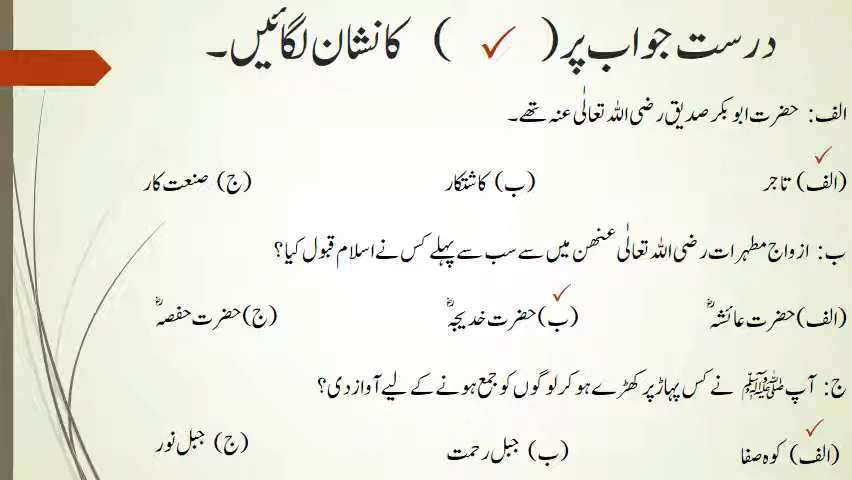 درست جواب پر( ✓ ) کا نشان لگائیں۔
الف: حضرت ابو بکر صدیق رضی اللہ تعالٰی عنہ تھے۔
✓(الف) تاجر (ب) کاشتکار (ج) صنعت کار
ب: ازواج مطہرات رضی اللہ تعالٰی عنھن میں سے سب سے پہلے کس نے اسلام قبول کیا؟
(الف) حضرت عائشہؓ ✓(ب) حضرت خدیجہؓ (ج) حضرت حفصہؓ
ج: آپ ﷺ نے کس پہاڑ پر کھڑے ہو کر لوگوں کو جمع ہونے کے لیے آواز دی؟
✓(الف) کوہ صفا (ب) جبل رحمت (ج) جبل نور